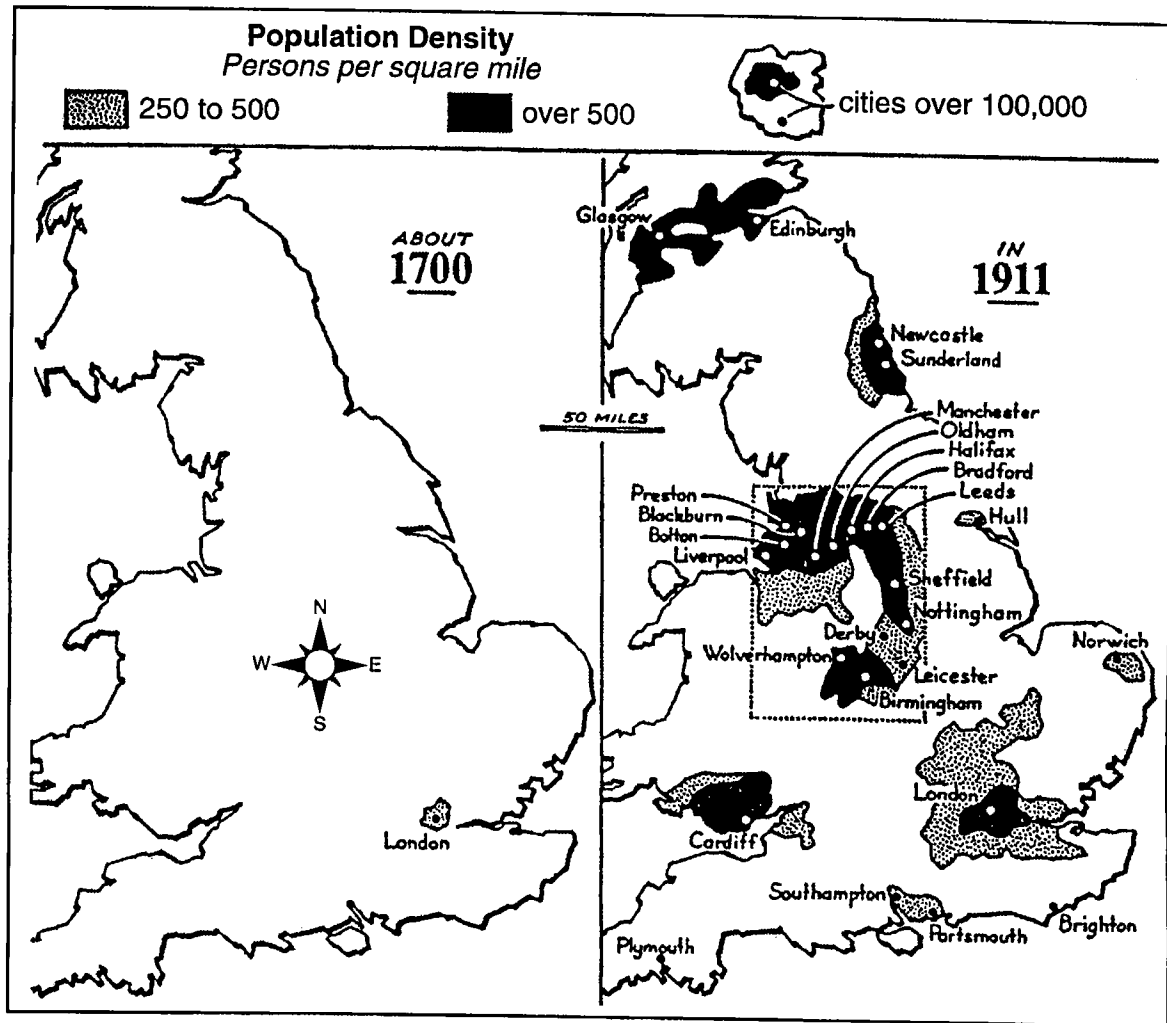 Population Density
Persons per square mile
250 to 500
over 500
cities over 100,000
ABOUT
1700
London
N
W
E
S
50 MILES
IN
1911
Glasgow
Edinburgh
Newcastle
Sunderland
Manchester
Oldham
Halifax
Bradford
Leeds
Preston
Blackburn
Bolton
Liverpool
Hull
Sheffield
Nottingham
Derby
Wolverhampton
Leicester
Birmingham
Norwich
London
Cardiff
Southampton
Portsmouth
Brighton
Plymouth